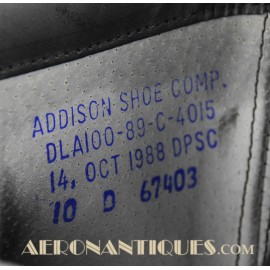 ADDISON SHOE COMP.
DLA100-89-C-4015
14, OCT 1988 DPSC
10 D 67403
AERONANTIQUES.COM